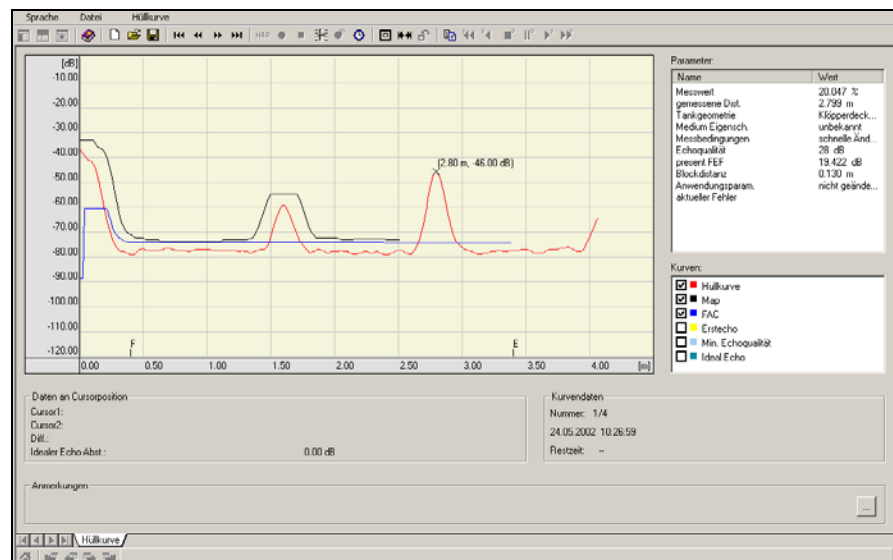 Sprache Datei Hüllkurve
MAP
[dB]
-10.00
-20.00
-30.00
-40.00
-50.00
-60.00
-70.00
-80.00
-90.00
-100.00
-110.00
-120.00
(2.80 m, -46.00 dB)
F
E
0.00 0.50 1.00 1.50 2.00 2.50 3.00 3.50 4.00 [m]
Parameter:
Name Wert
Messwert 20.047 %
gemessene Dist. 2.799 m
Tankgeometrie Klöpperdeck...
Medium Eigensch. unbekannt
Messbedingungen schnelle Änd...
Echoqualität 28 dB
present FEF 19.422 dB
Blockdistanz 0.130 m
Anwendungsparam. nicht geände...
aktueller Fehler
Kurven:
Hüllkurve
Map
FAC
Erstecho
Min. Echoqualität
Ideal Echo
Daten an Cursorposition
Cursor1:
Cursor2:
Diff.:
Idealer Echo Abst.: 0.00 dB
Kurvendaten
Nummer: 1/4
24.05.2002 10:26:59
Restzeit: --
Anmerkungen
...
Hüllkurve